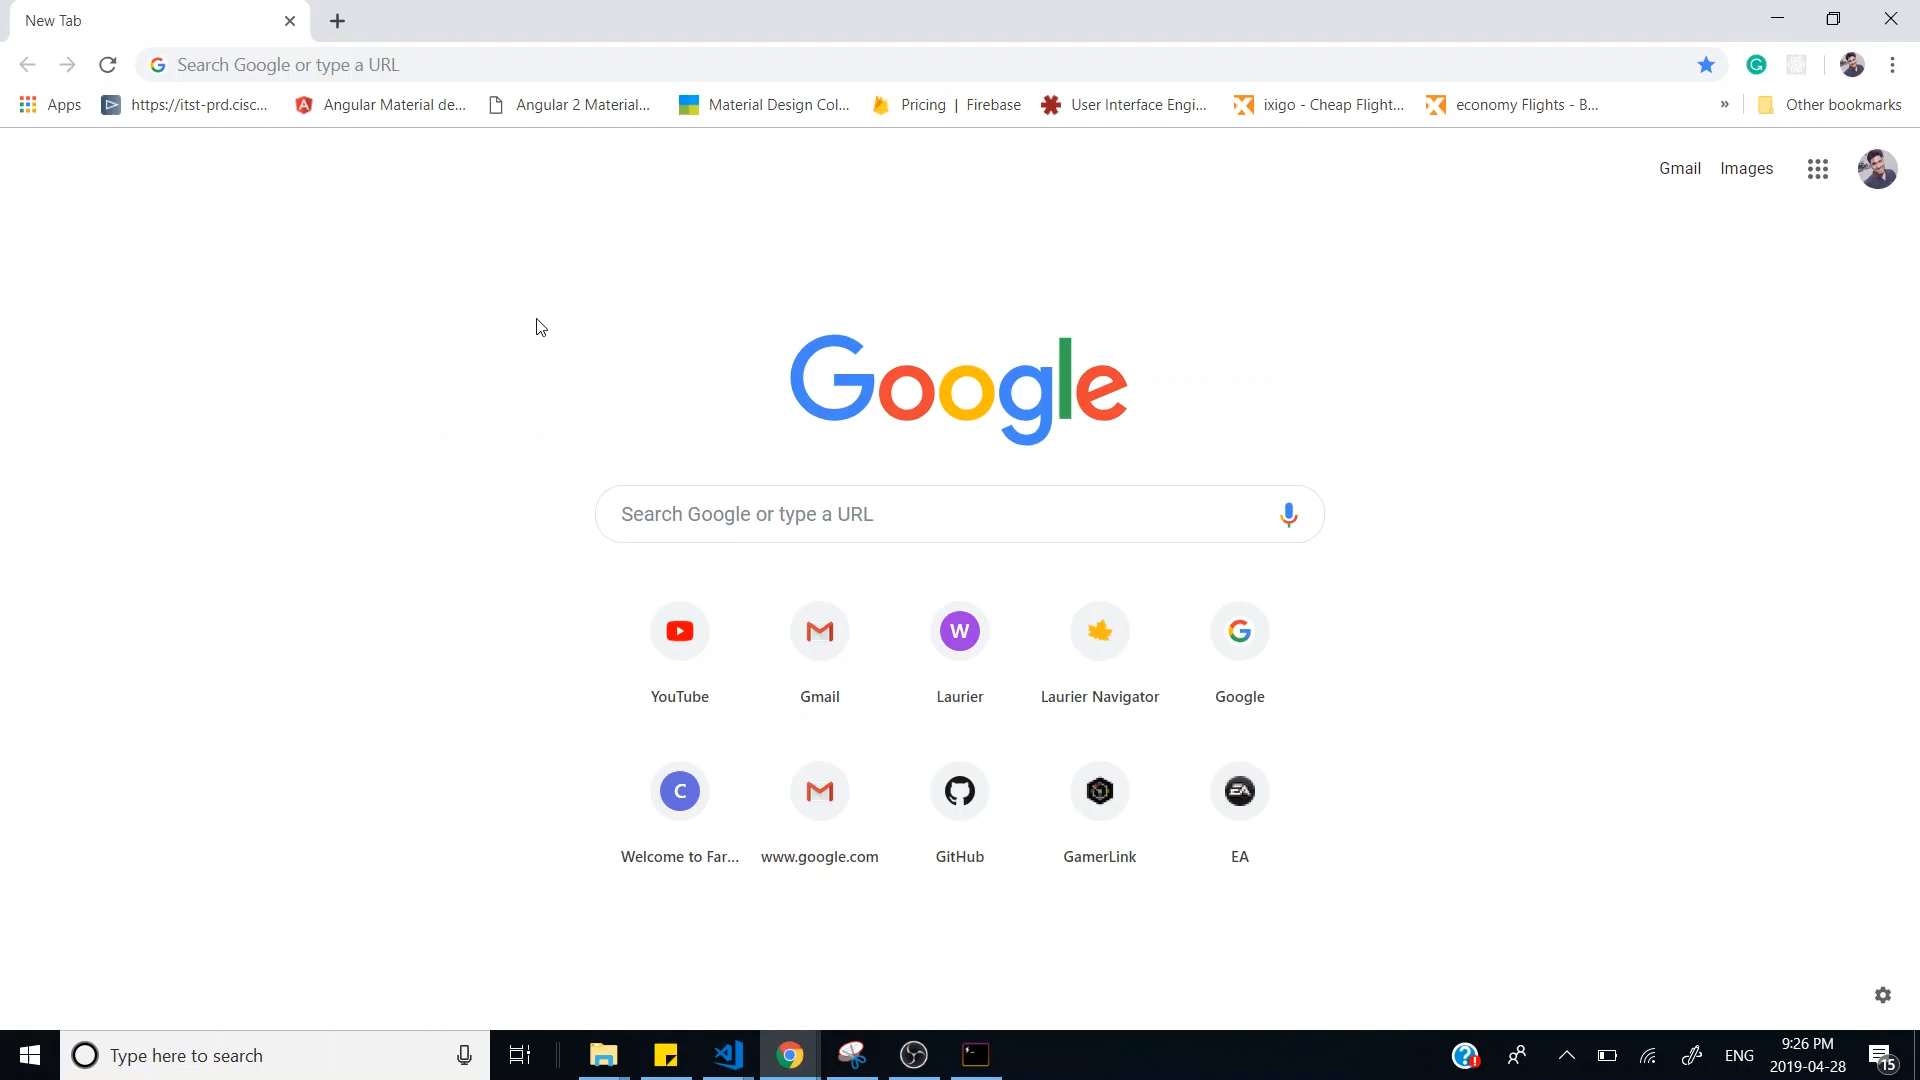 New Tab
Search Google or type a URL
Apps https://itst-prd.cisc... Angular Material de... Angular 2 Material... Material Design Col... Pricing | Firebase User Interface Engi... ixigo - Cheap Flight... economy Flights - B... » Other bookmarks
Gmail Images
Google
Search Google or type a URL
W
YouTube Gmail Laurier Laurier Navigator Google
C EA
Welcome to Far... www.google.com GitHub GamerLink EA
Type here to search
ENG
9:26 PM
2019-04-28
15